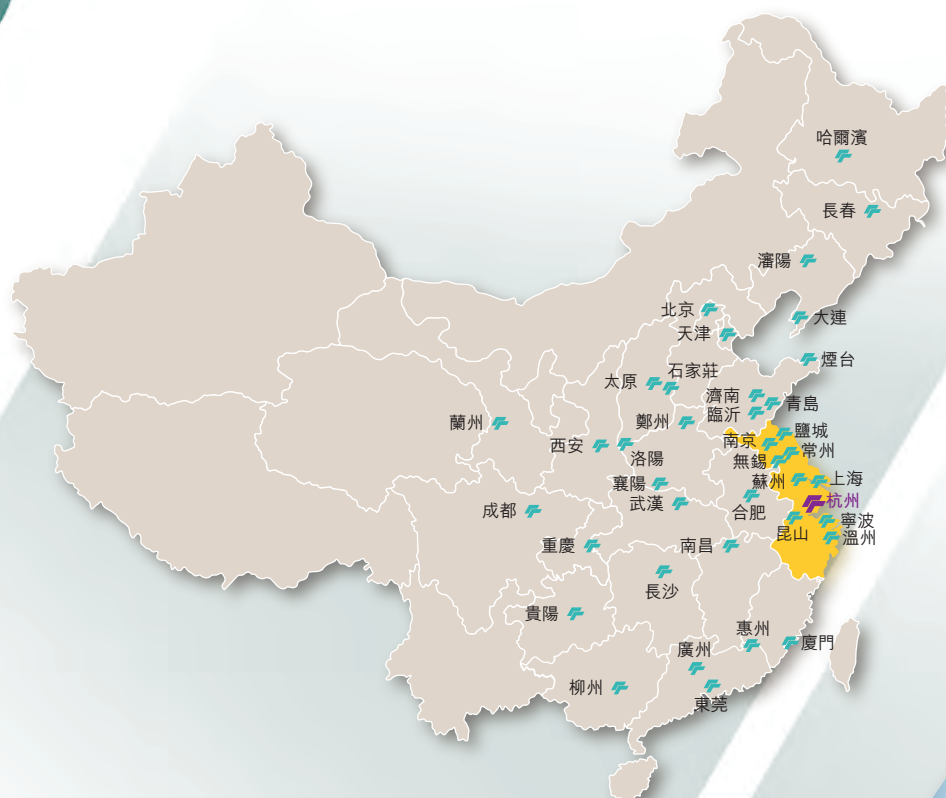 哈爾濱
長春
瀋陽
北京
大連
天津
煙台
石家莊
太原
濟南
青島
臨沂
蘭州
鄭州
鹽城
南京
西安
常州
洛陽
無錫
上海
蘇州
襄陽
杭州
武漢
成都
合肥
寧波
昆山
溫州
重慶
南昌
長沙
貴陽
惠州
廈門
廣州
柳州
東莞